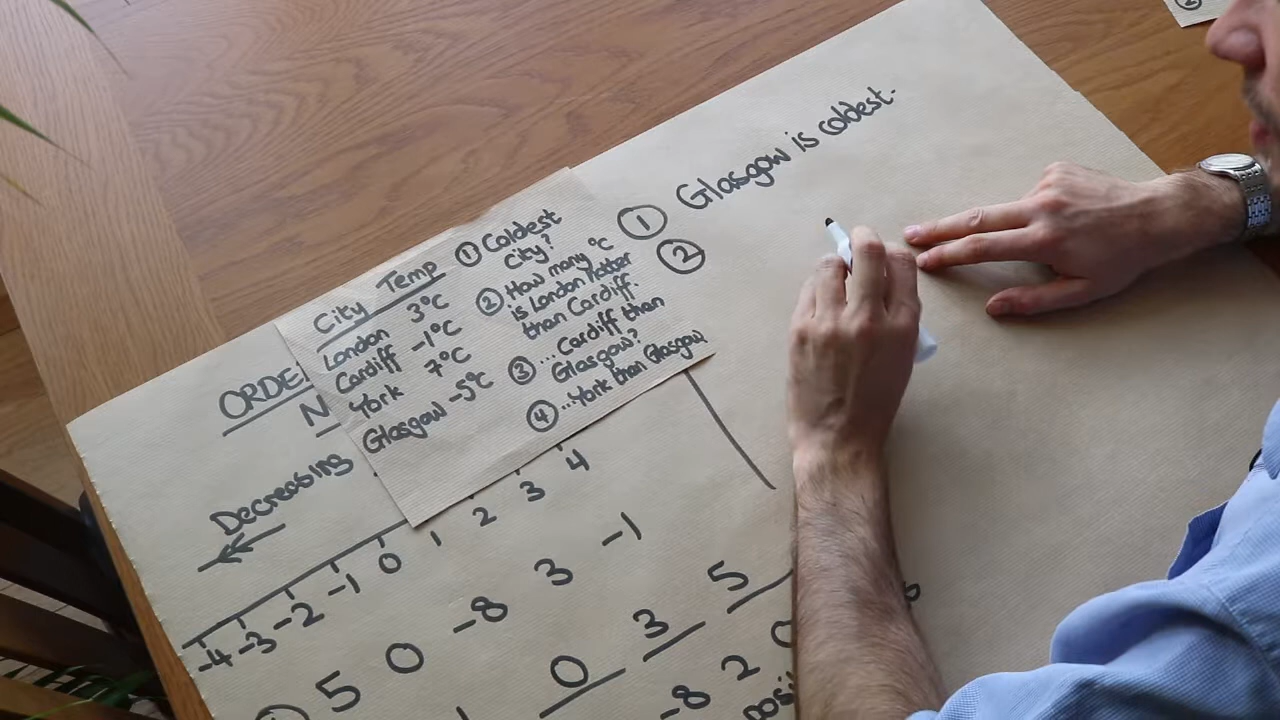 City Temp
London 3°C
Cardiff -1°C
York 7°C
Glasgow -5°C
① Coldest
City?
② How many °C
is London hotter
than Cardiff.
③ ... Cardiff than
Glasgow?
④ ...York than Glasgow
① Glasgow is coldest.
②
Decreasing
-4 -3 -2 -1 0 1 2 3 4
5 0 -8 3 -1
0 3 5
-8 2